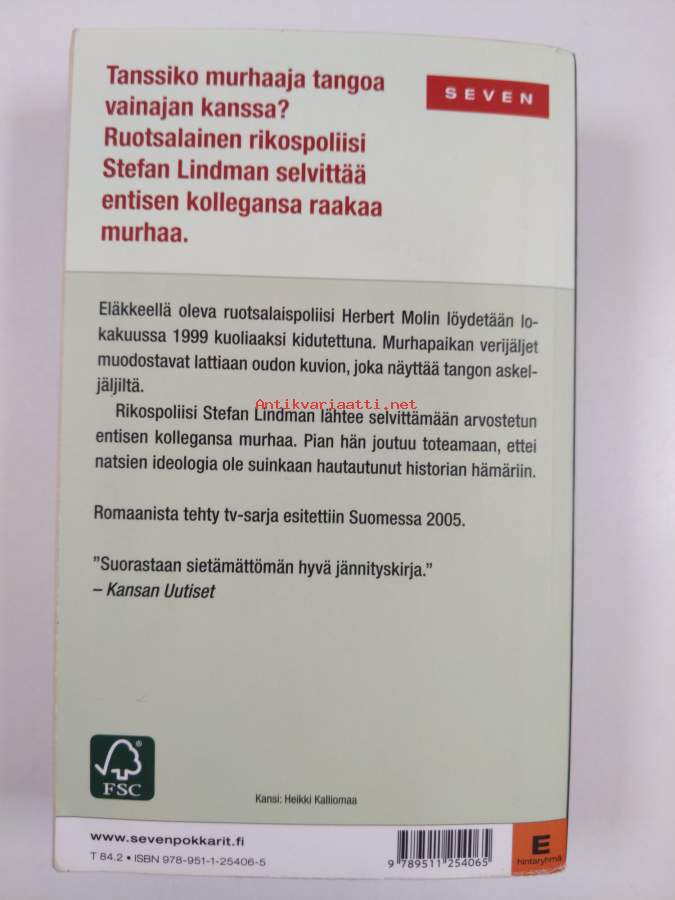 Tanssiko murhaaja tangoa
vainajan kanssa?
Ruotsalainen rikospoliisi
Stefan Lindman selvittää
entisen kollegansa raakaa
murhaa.
SEVEN
Eläkkeellä oleva ruotsalaispoliisi Herbert Molin löydetään lo-
kakuussa 1999 kuoliaaksi kidutettuna. Murhapaikan verijäljet
muodostavat lattiaan oudon kuvion, joka näyttää tangon askel-
jäljiltä.
Antikvariaatti.net
Rikospoliisi Stefan Lindman lähtee selvittämään arvostetun
entisen kollegansa murhaa. Pian hän joutuu toteamaan, ettei
natsien ideologia ole suinkaan hautautunut historian hämäriin.
Romaanista tehty tv-sarja esitettiin Suomessa 2005.
”Suorastaan sietämättömän hyvä jännityskirja.”
– Kansan Uutiset
FSC
Kansi: Heikki Kalliomaa
www.sevenpokkarit.fi
T 84.2 • ISBN 978-951-1-25406-5
9 789511 254065
E
hintaryhmä